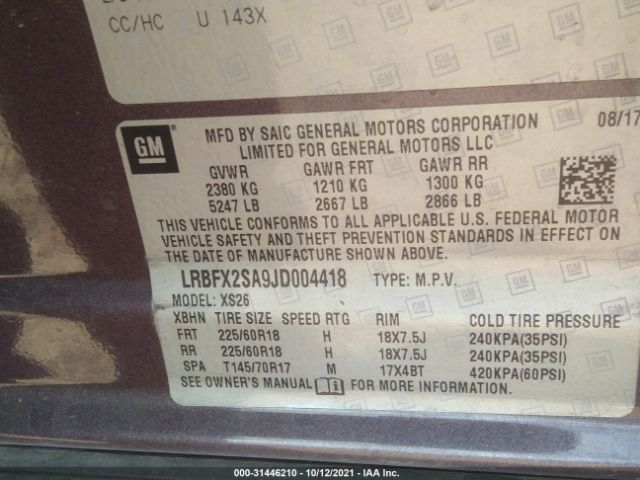 CC/HC U 143X
GM
MFD BY SAIC GENERAL MOTORS CORPORATION 08/17
LIMITED FOR GENERAL MOTORS LLC
GVWR GAWR FRT GAWR RR
2380 KG 1210 KG 1300 KG
5247 LB 2667 LB 2866 LB
THIS VEHICLE CONFORMS TO ALL APPLICABLE U.S. FEDERAL MOTOR
VEHICLE SAFETY AND THEFT PREVENTION STANDARDS IN EFFECT ON
THE DATE OF MANUFACTURE SHOWN ABOVE.
LRBFX2SA9JD004418 TYPE: M.P.V.
MODEL: XS26
XBHN TIRE SIZE SPEED RTG RIM COLD TIRE PRESSURE
FRT 225/60R18 H 18X7.5J 240KPA(35PSI)
RR 225/60R18 H 18X7.5J 240KPA(35PSI)
SPA T145/70R17 M 17X4BT 420KPA(60PSI)
SEE OWNER'S MANUAL FOR MORE INFORMATION
000-31446210 - 10/12/2021 - IAA Inc.